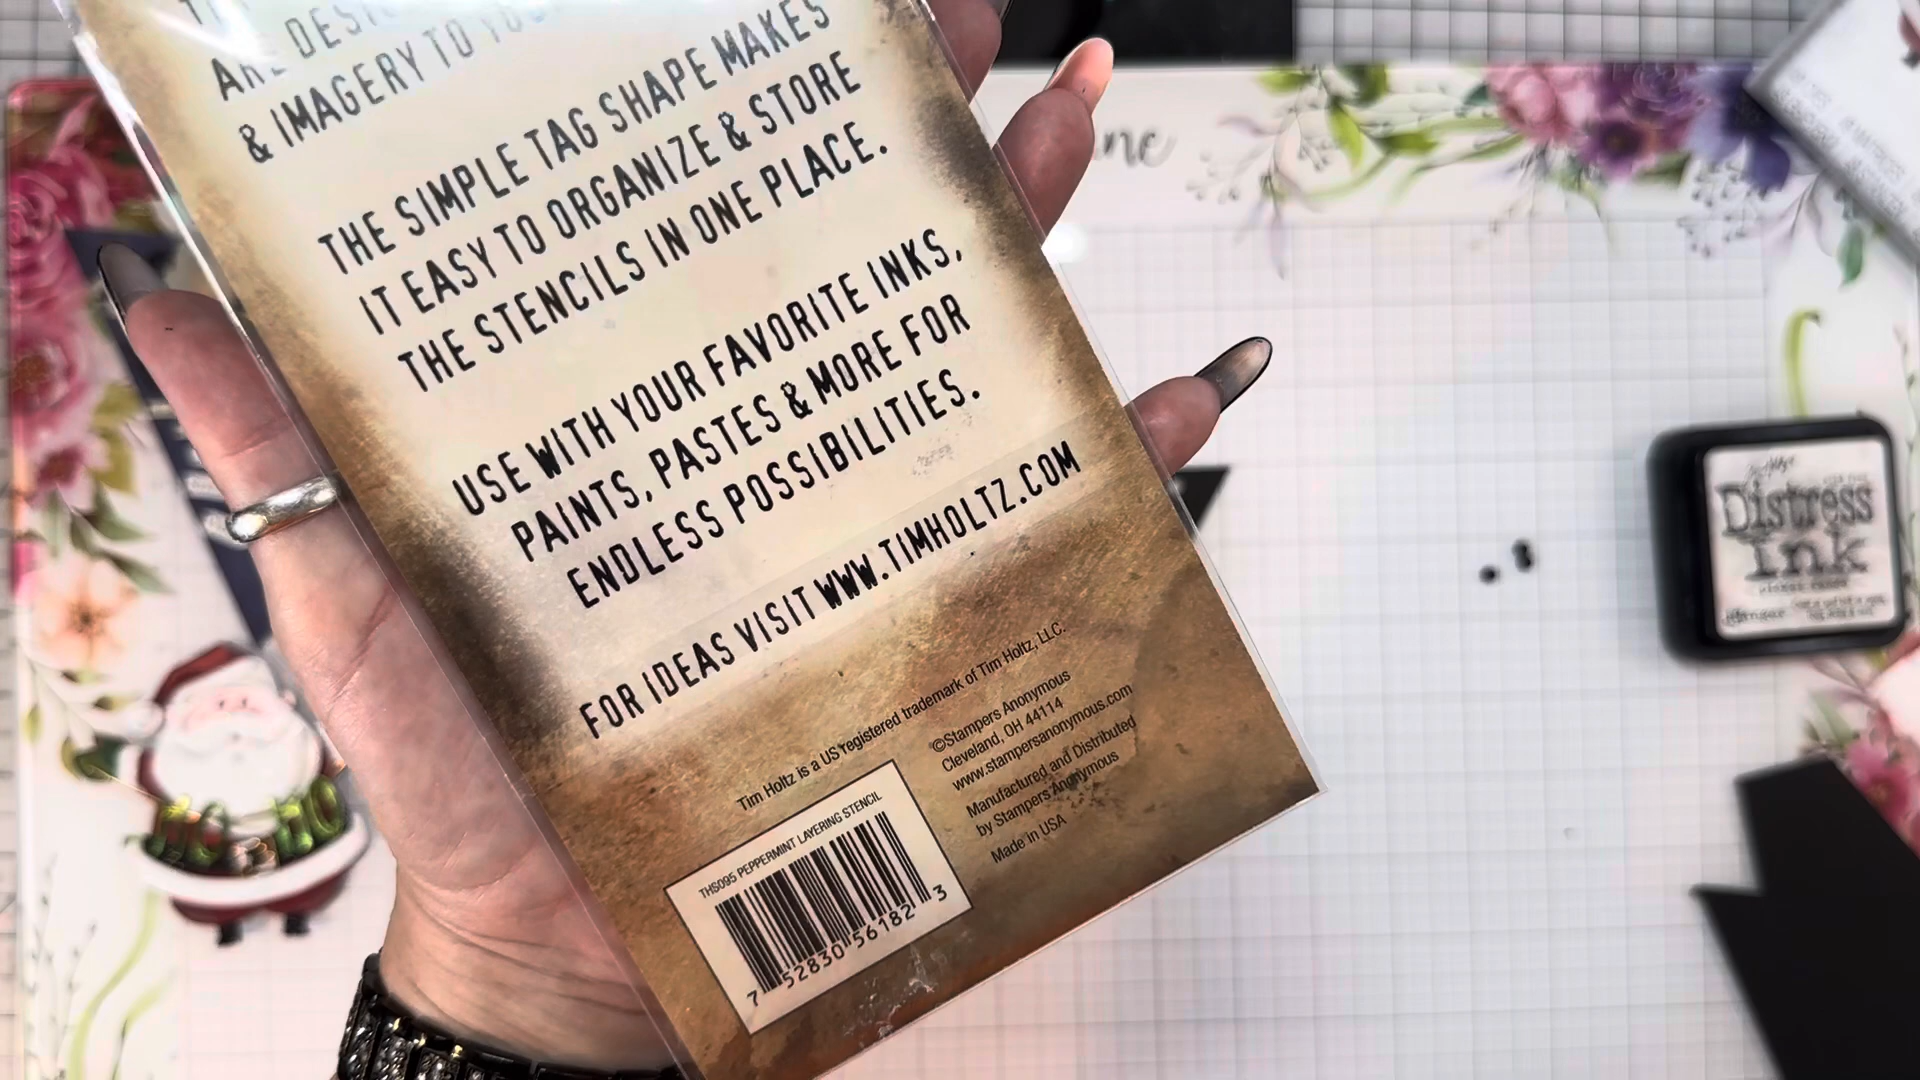 & IMAGERY TO YOUR
THE SIMPLE TAG SHAPE MAKES
IT EASY TO ORGANIZE & STORE
THE STENCILS IN ONE PLACE.
USE WITH YOUR FAVORITE INKS,
PAINTS, PASTES & MORE FOR
ENDLESS POSSIBILITIES.
FOR IDEAS VISIT WWW.TIMHOLTZ.COM
Tim Holtz is a US registered trademark of Tim Holtz, LLC.
©Stampers Anonymous
Cleveland, OH 44114
www.stampersanonymous.com
Manufactured and Distributed
by Stampers Anonymous
Made in USA
THS095 PEPPERMINT LAYERING STENCIL
7 52830 56182 3
Distress
Ink